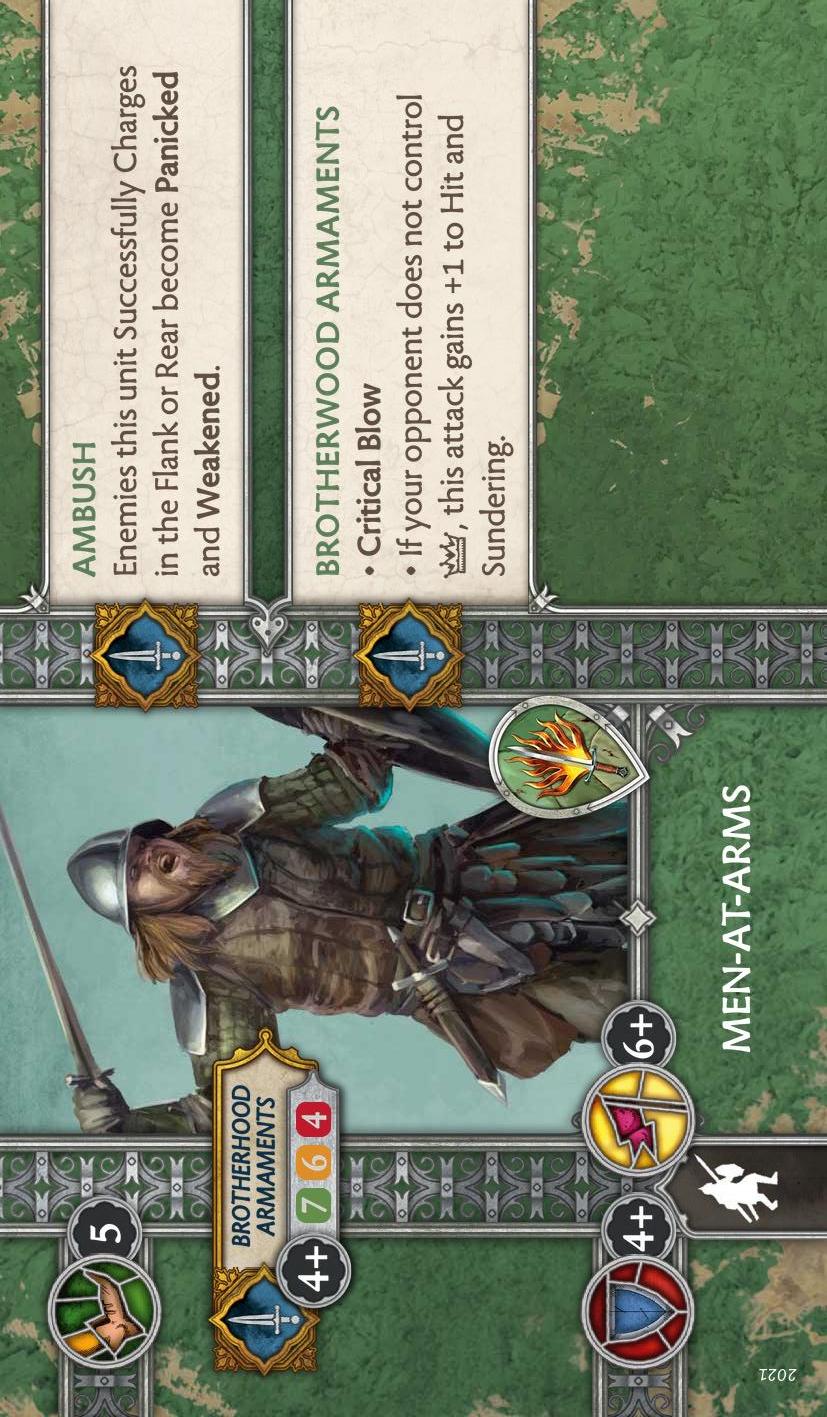 5
BROTHERHOOD
ARMAMENTS
4+
7 6 4
4+
6+
MEN-AT-ARMS
AMBUSH
Enemies this unit Successfully Charges
in the Flank or Rear become Panicked
and Weakened.
BROTHERWOOD ARMAMENTS
• Critical Blow
• If your opponent does not control
, this attack gains +1 to Hit and
Sundering.
2021